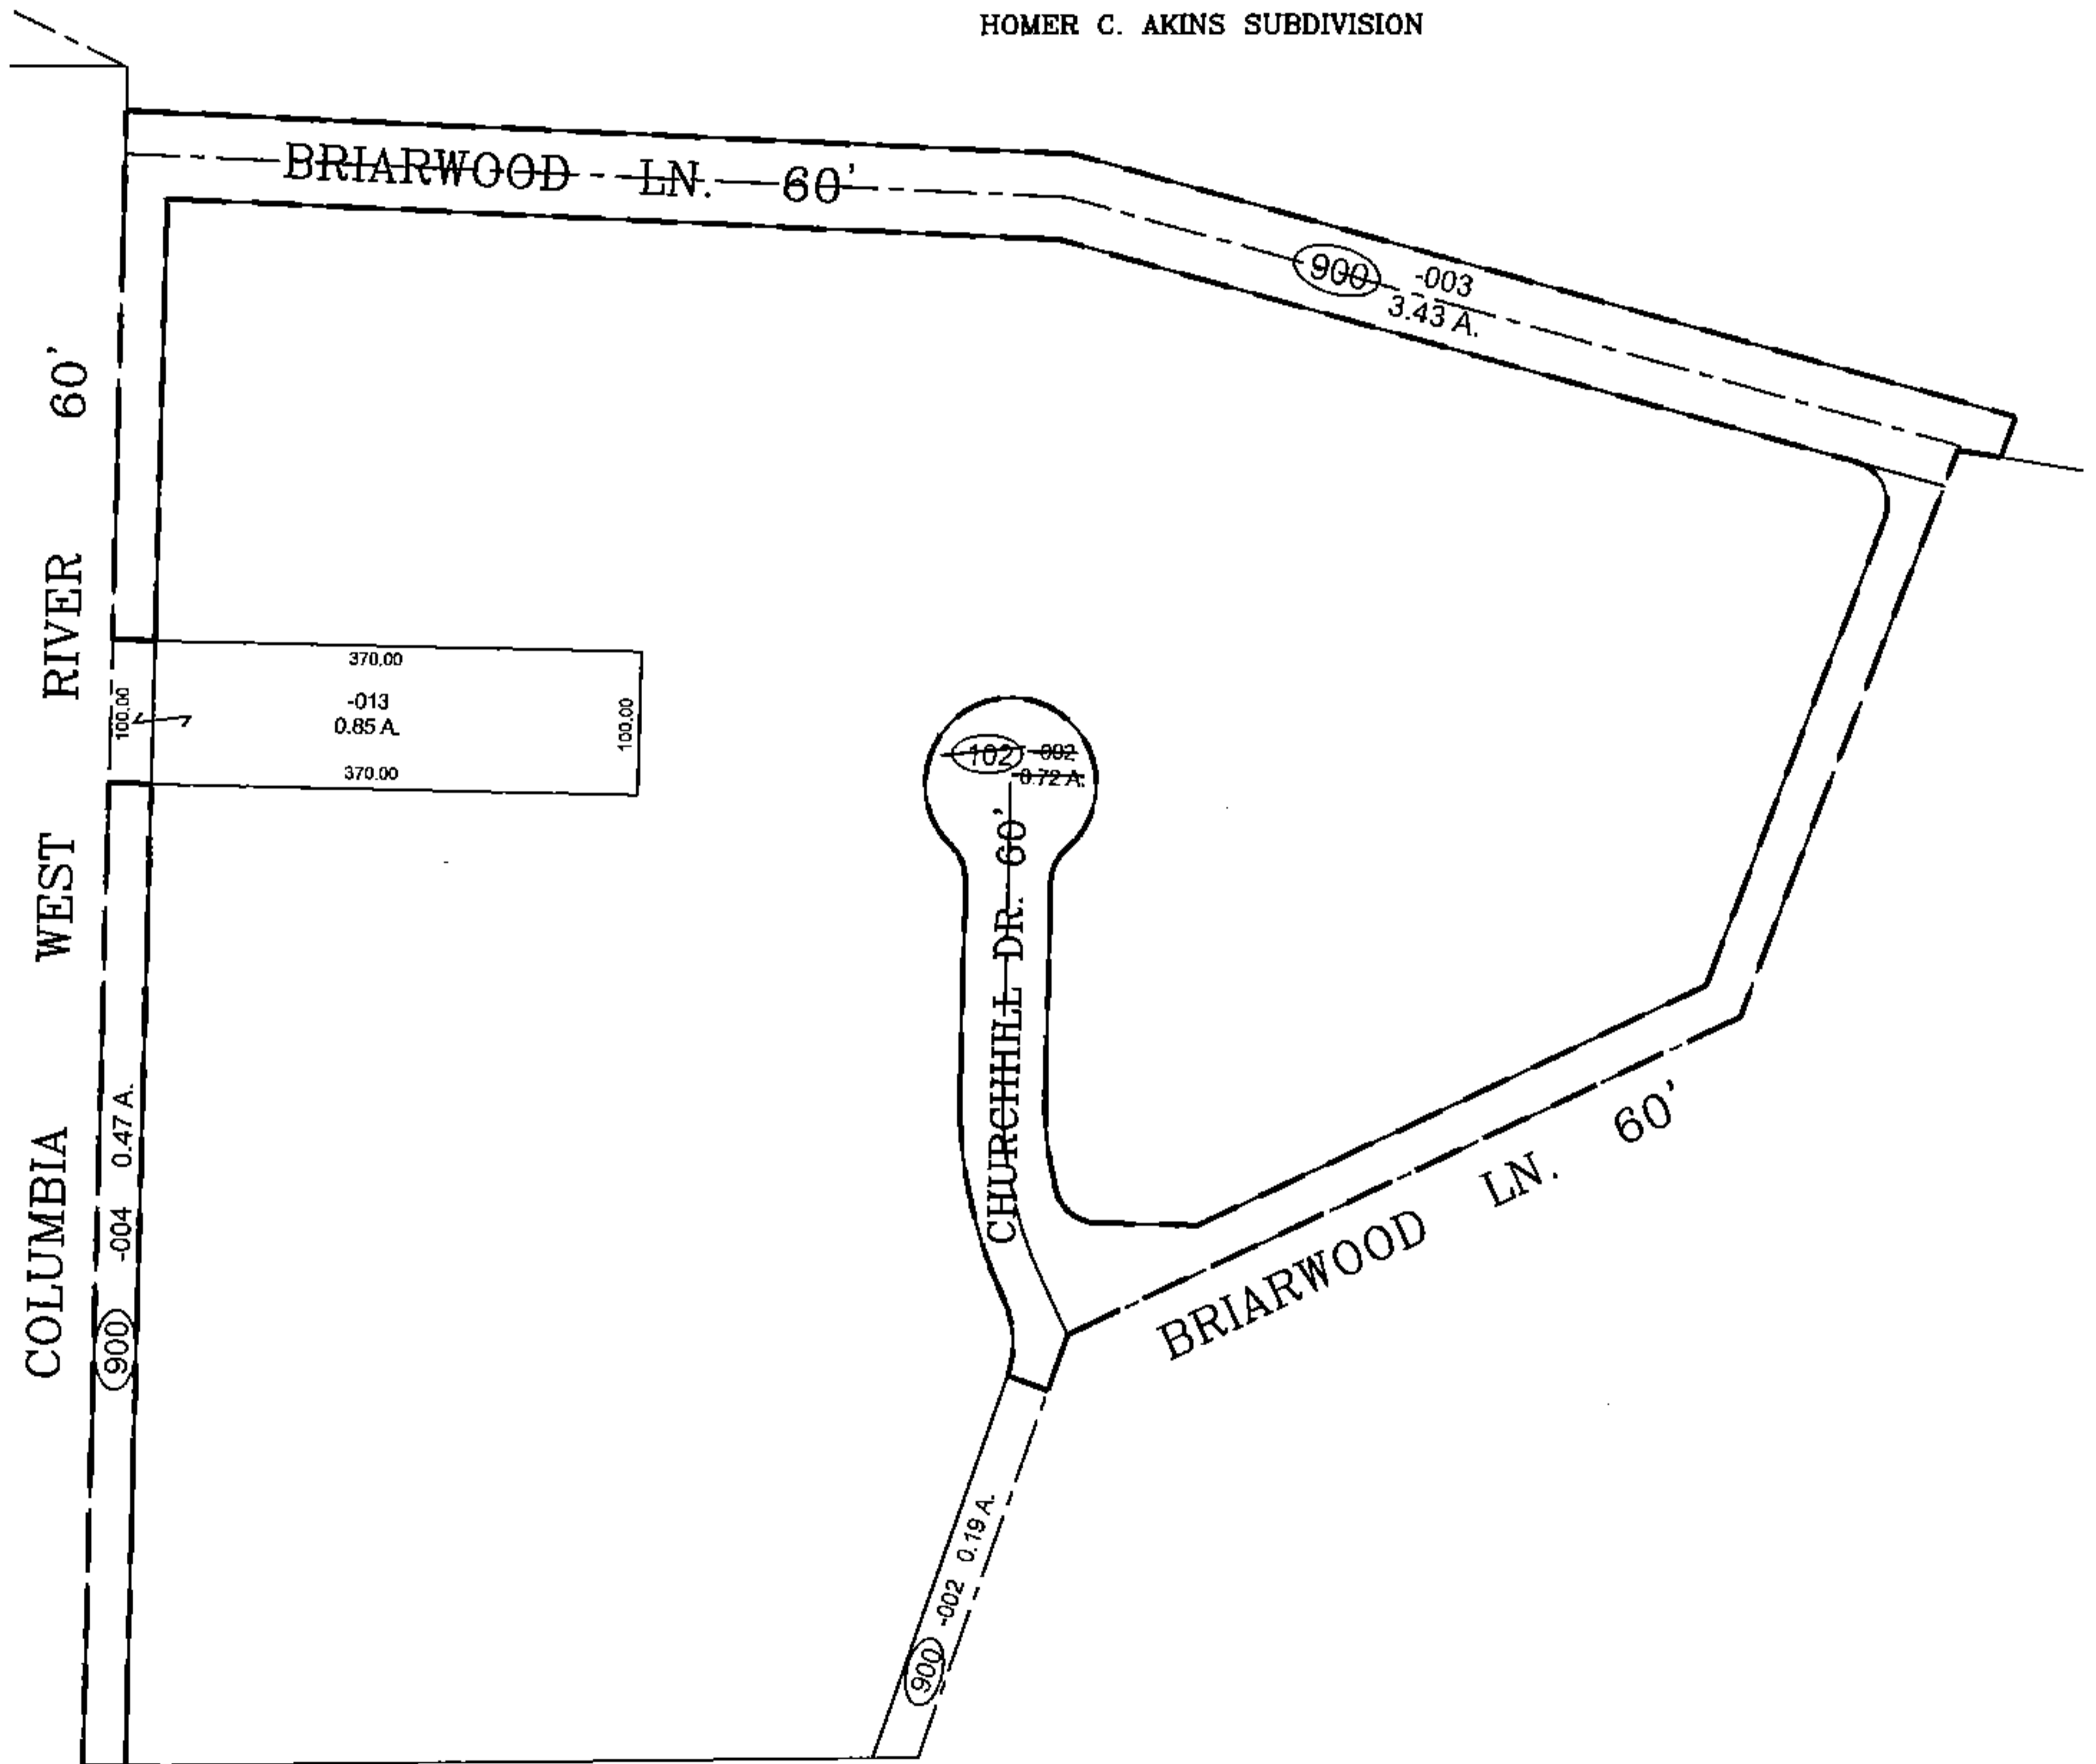 HOMER C. AKINS SUBDIVISION
BRIARWOOD LN. 60'
900 -003
3.43 A.
COLUMBIA WEST RIVER 60'
370.00
-013
0.85 A.
100.00
100.00
370.00
102 -002
0.72 A.
CHURCHHILL DR. 60'
900 -004 0.47 A.
BRIARWOOD LN. 60'
900 -002 0.19 A.